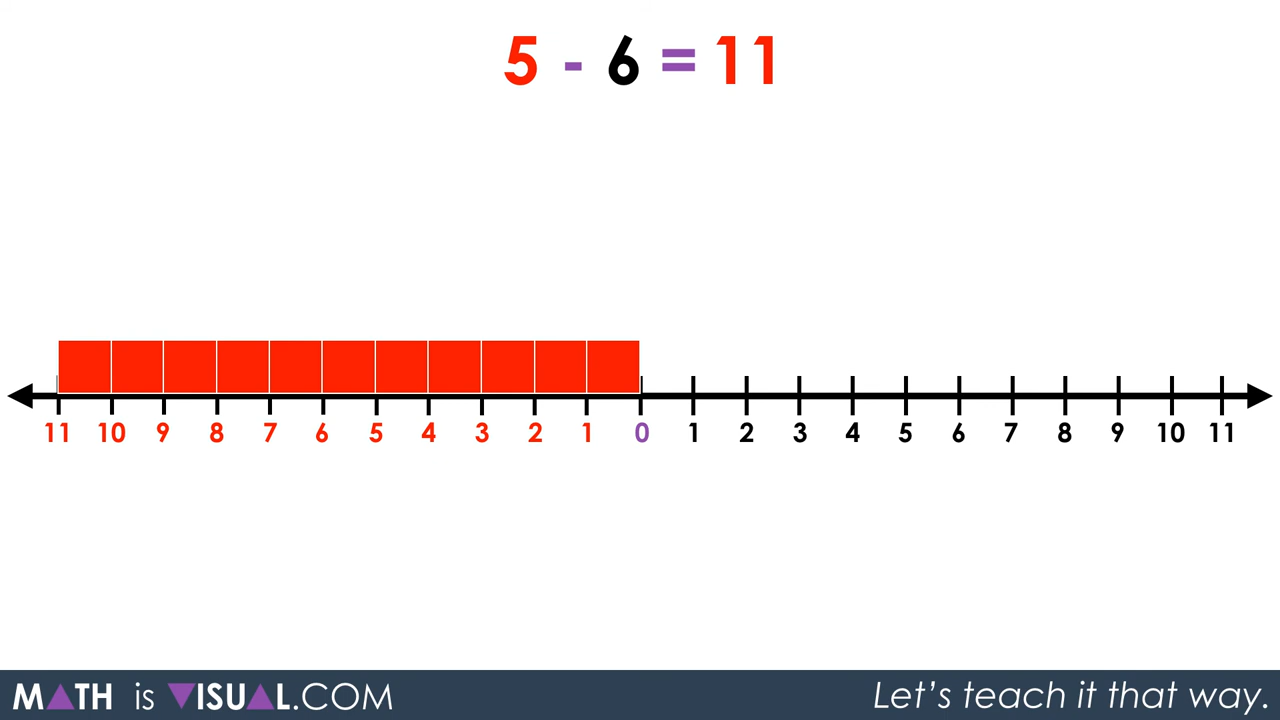 5 - 6 = 11
11 10 9 8 7 6 5 4 3 2 1 0 1 2 3 4 5 6 7 8 9 10 11
MATH is VISUAL.COM
Let's teach it that way.